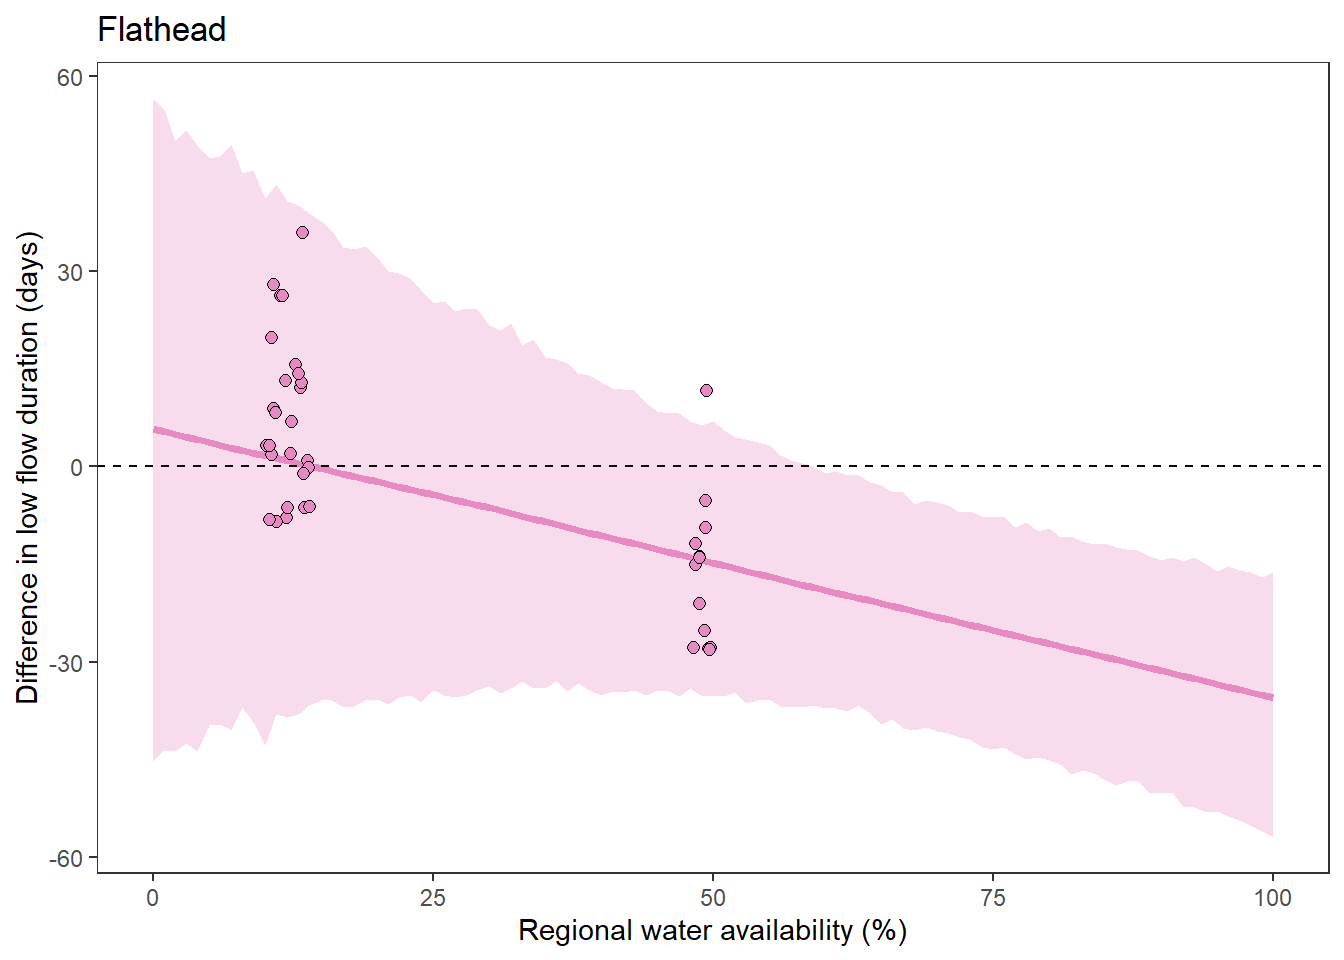 Flathead
60
30
0
-30
-60
Difference in low flow duration (days)
0 25 50 75 100
Regional water availability (%)